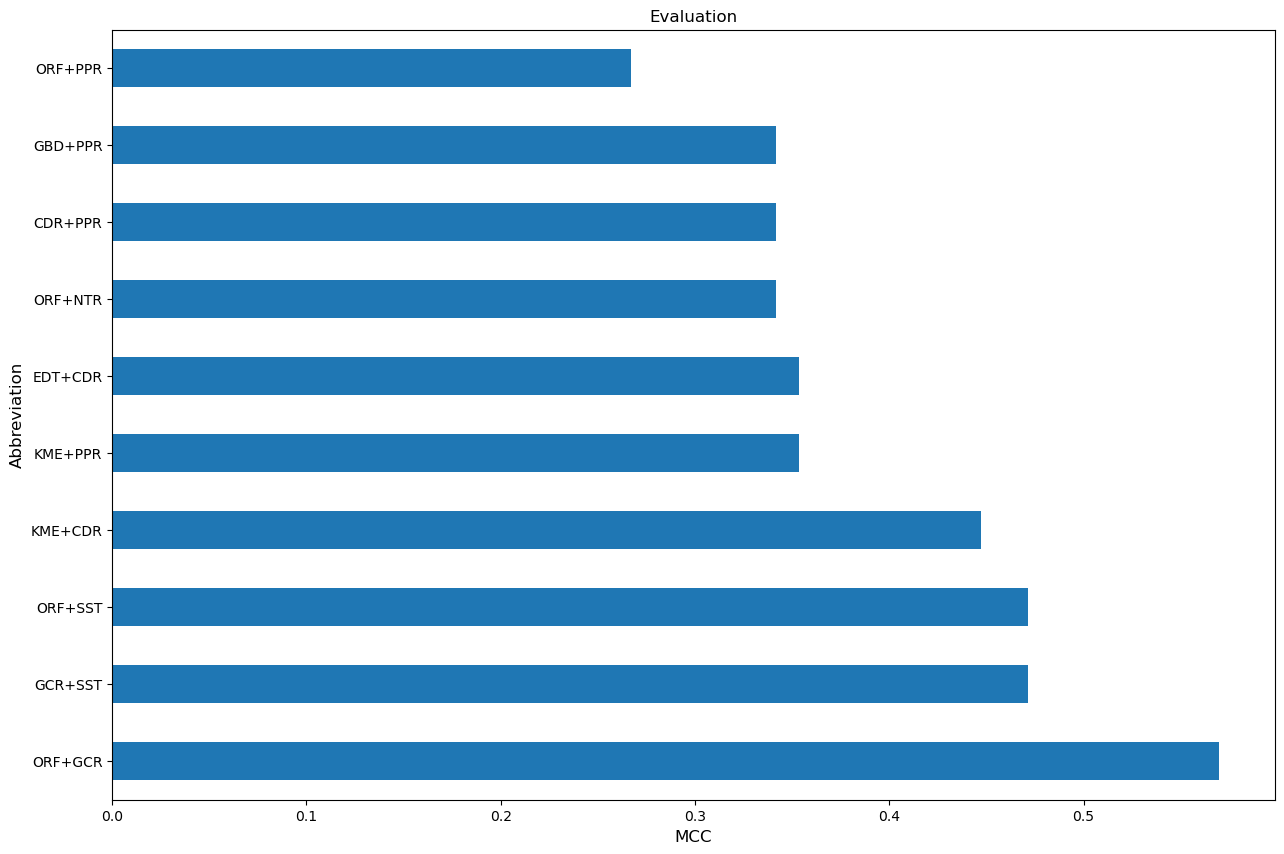 Evaluation
ORF+PPR
GBD+PPR
CDR+PPR
ORF+NTR
EDT+CDR
KME+PPR
KME+CDR
ORF+SST
GCR+SST
ORF+GCR
Abbreviation
0.0 0.1 0.2 0.3 0.4 0.5
MCC